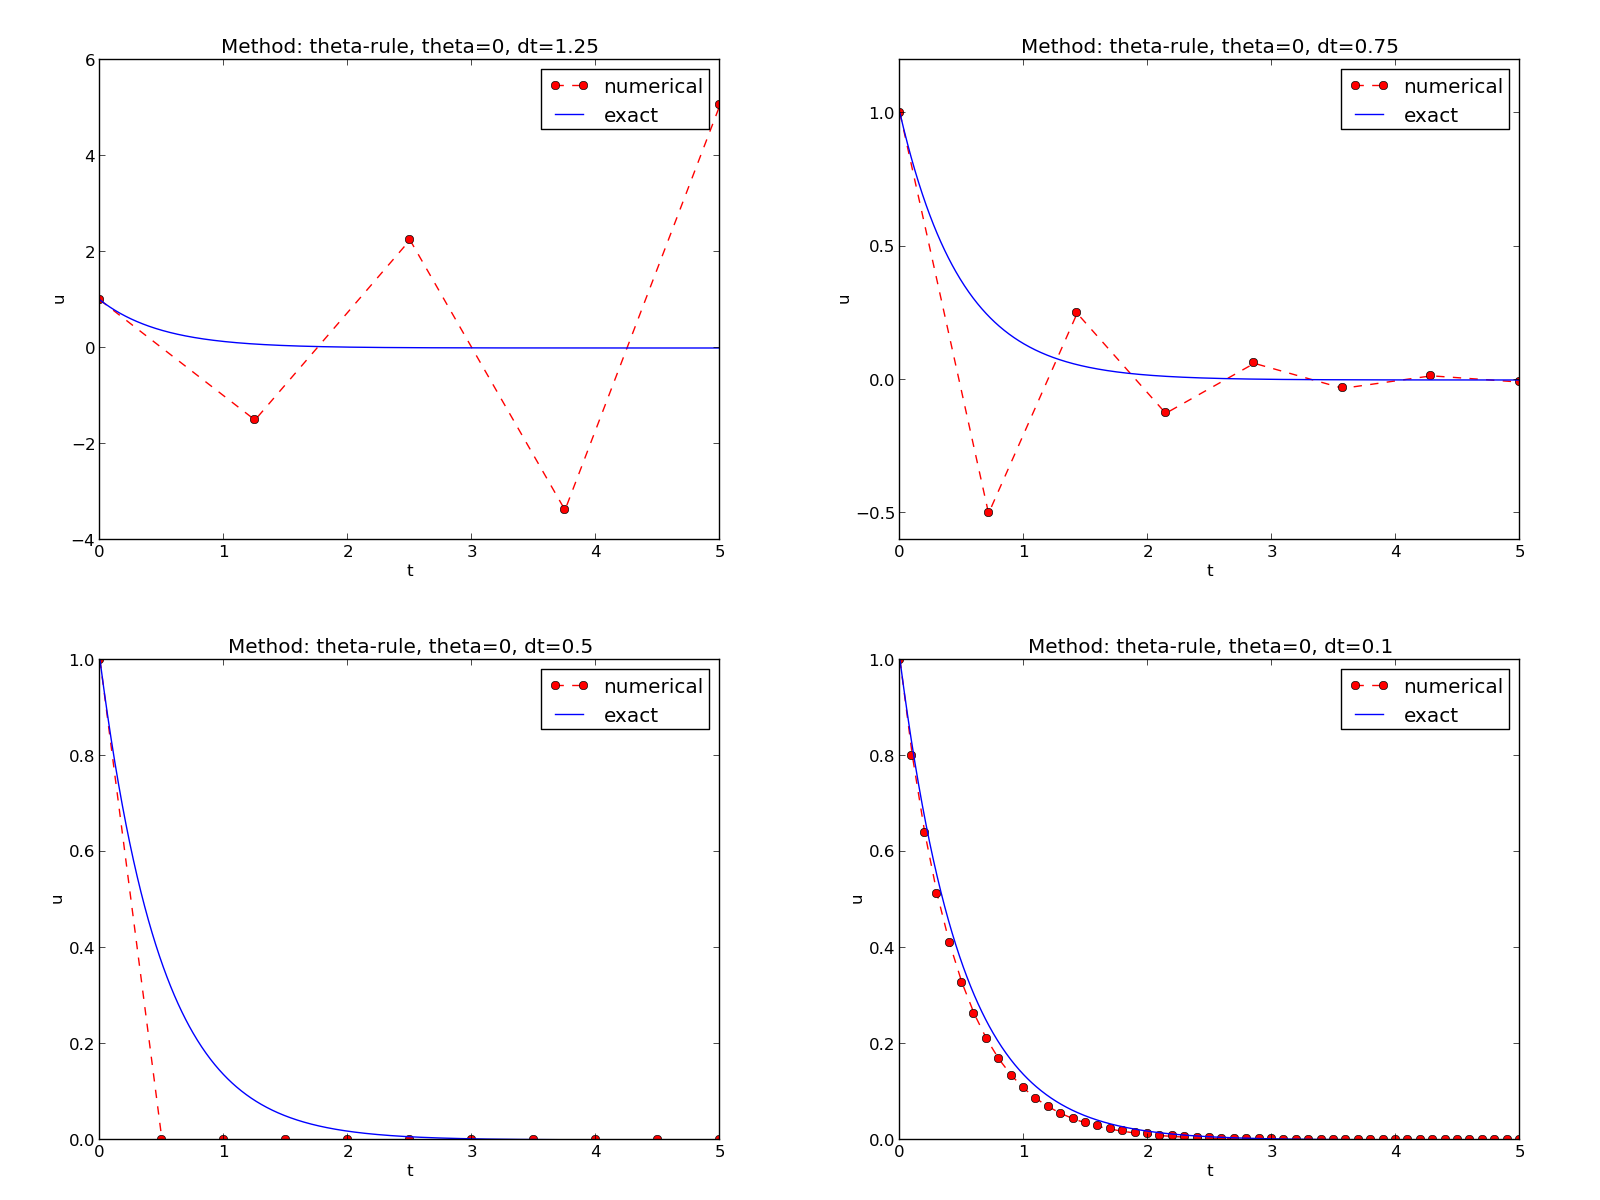 Method: theta-rule, theta=0, dt=1.25
numerical
exact
6
4
2
0
−2
−4
u
0 1 2 3 4 5
t
Method: theta-rule, theta=0, dt=0.75
numerical
exact
1.0
0.5
0.0
−0.5
u
0 1 2 3 4 5
t
Method: theta-rule, theta=0, dt=0.5
numerical
exact
1.0
0.8
0.6
0.4
0.2
0.0
u
0 1 2 3 4 5
t
Method: theta-rule, theta=0, dt=0.1
numerical
exact
1.0
0.8
0.6
0.4
0.2
0.0
u
0 1 2 3 4 5
t